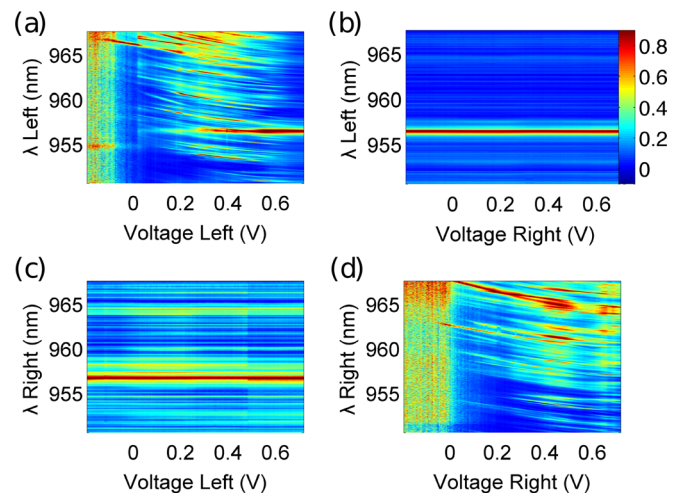 (a)
965
960
955
λ Left (nm)
0 0.2 0.4 0.6
Voltage Left (V)
(b)
965
960
955
λ Left (nm)
0 0.2 0.4 0.6
Voltage Right (V)
0.8
0.6
0.4
0.2
0
(c)
965
960
955
λ Right (nm)
0 0.2 0.4 0.6
Voltage Left (V)
(d)
965
960
955
λ Right (nm)
0 0.2 0.4 0.6
Voltage Right (V)